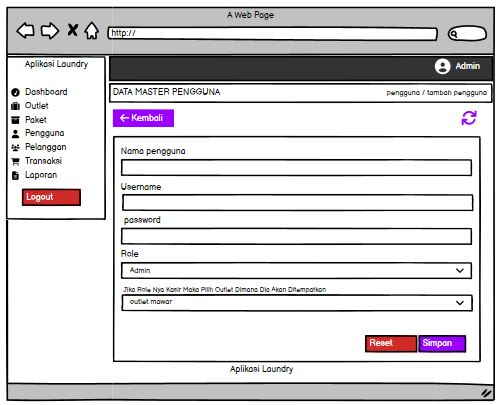 A Web Page
http://
Aplikasi Laundry
Admin
Dashboard
Outlet
Paket
Pengguna
Pelanggan
Transaksi
Laporan
Logout
DATA MASTER PENGGUNA
pengguna / tambah pengguna
Kembali
Nama pengguna
Username
password
Role
Admin
Jika Role Nya Kasir Maka Pilih Outlet Dimana Dia Akan Ditempatkan
outlet mawar
Reset
Simpan
Aplikasi Laundry